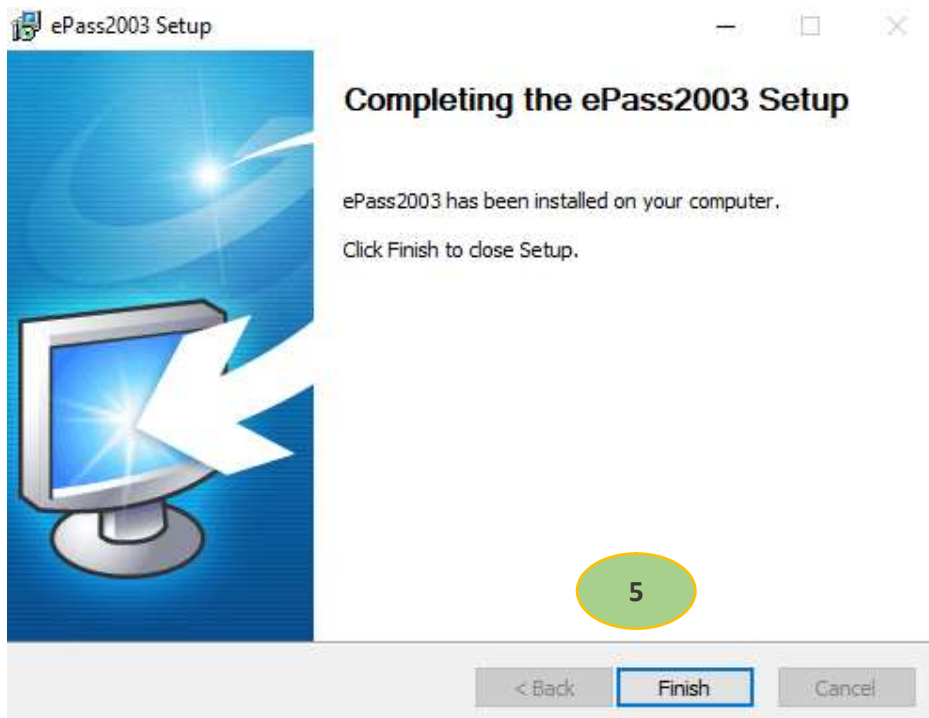 ePass2003 Setup
Completing the ePass2003 Setup
ePass2003 has been installed on your computer.
Click Finish to close Setup.
5
< Back Finish Cancel